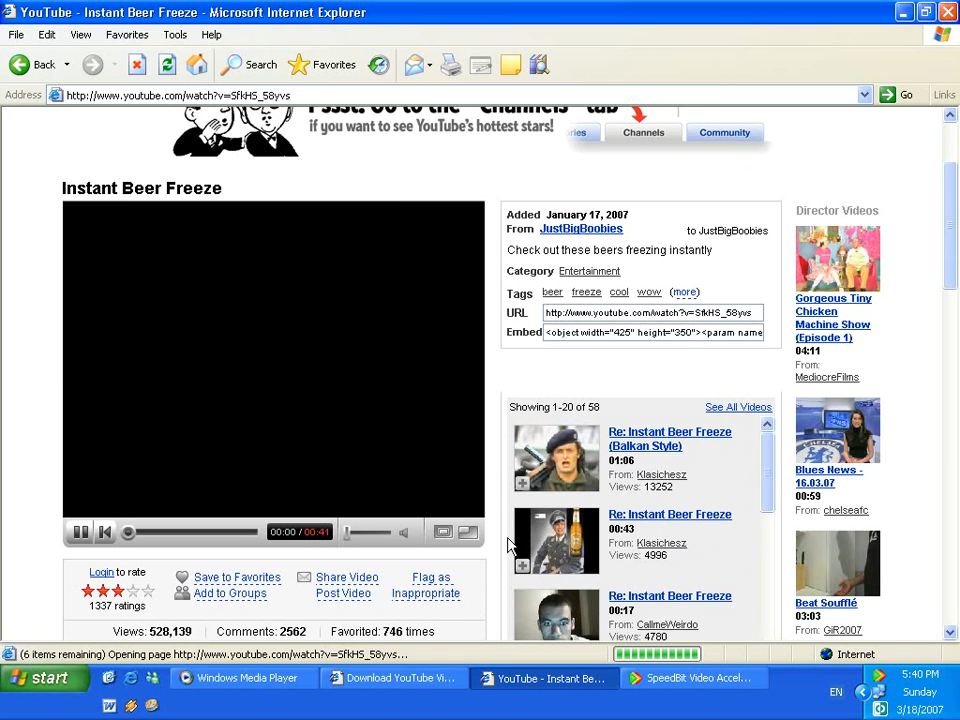 YouTube - Instant Beer Freeze - Microsoft Internet Explorer
File Edit View Favorites Tools Help
Back Search Favorites
Address http://www.youtube.com/watch?v=SfkHS_58yvs Go Links
Pssst. Go to the "Channels" tab
if you want to see YouTube's hottest stars!
ries Channels Community
Instant Beer Freeze
Added January 17, 2007
From JustBigBoobies to JustBigBoobies
Check out these beers freezing instantly
Category Entertainment
Tags beer freeze cool wow (more)
URL http://www.youtube.com/watch?v=SfkHS_58yvs
Embed <object width="425" height="350"><param name
00:00 / 00:41
Login to rate
1337 ratings
Save to Favorites
Add to Groups
Share Video
Post Video
Flag as
Inappropriate
Views: 528,139 Comments: 2562 Favorited: 746 times
Showing 1-20 of 58 See All Videos
Re: Instant Beer Freeze
(Balkan Style)
01:06
From: Klasichesz
Views: 13252
Re: Instant Beer Freeze
00:43
From: Klasichesz
Views: 4996
Re: Instant Beer Freeze
00:17
From: CallmeWeirdo
Views: 4780
Director Videos
Gorgeous Tiny
Chicken
Machine Show
(Episode 1)
04:11
From:
MediocreFilms
Blues News -
16.03.07
00:59
From: chelseafc
Beat Soufflé
03:03
From: GiR2007
(6 items remaining) Opening page http://www.youtube.com/watch?v=SfkHS_58yvs... Internet
start Windows Media Player Download YouTube Vi... YouTube - Instant Be... SpeedBit Video Accel... EN
5:40 PM
Sunday
3/18/2007